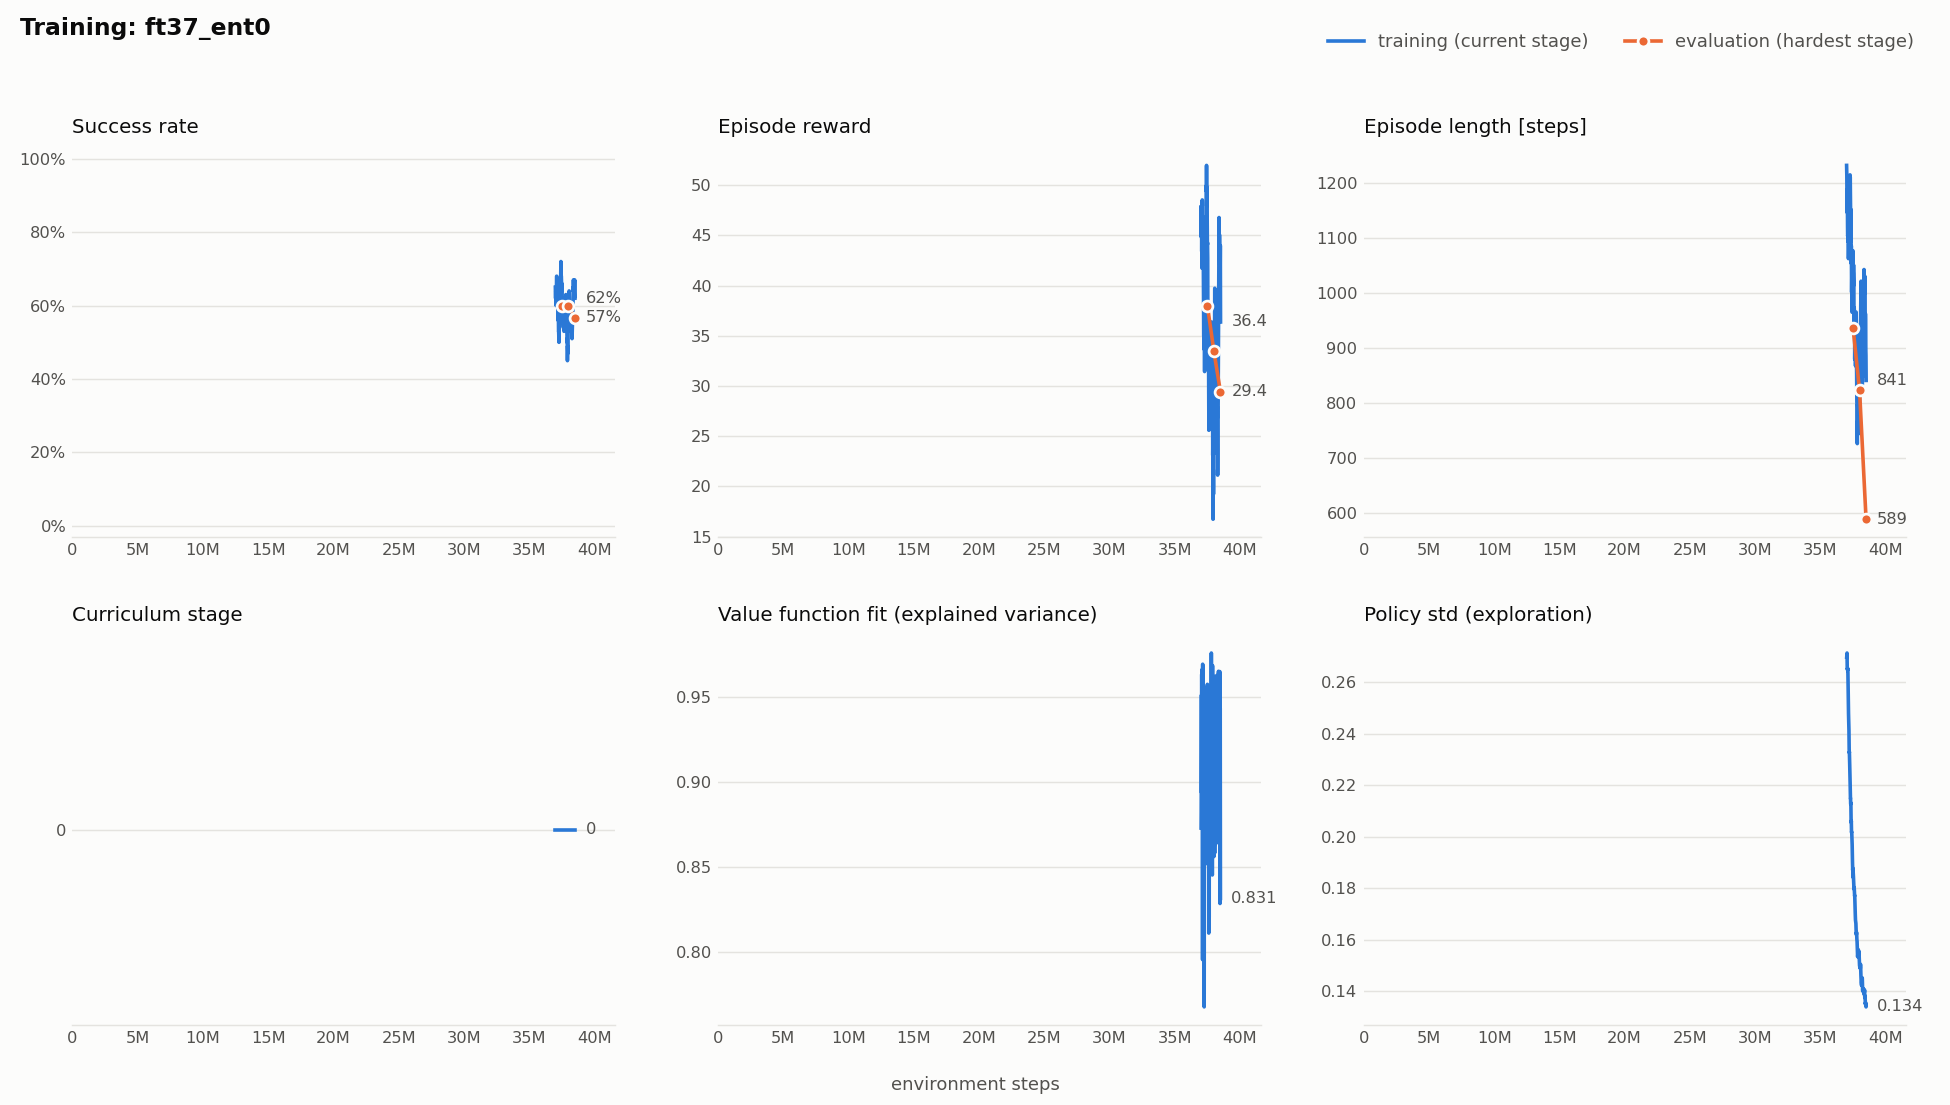 Training: ft37_ent0
training (current stage)
evaluation (hardest stage)
Success rate
100%
80%
60%
40%
20%
0%
62%
57%
0 5M 10M 15M 20M 25M 30M 35M 40M
Episode reward
50
45
40
35
30
25
20
15
36.4
29.4
0 5M 10M 15M 20M 25M 30M 35M 40M
Episode length [steps]
1200
1100
1000
900
800
700
600
841
589
0 5M 10M 15M 20M 25M 30M 35M 40M
Curriculum stage
0
0
0 5M 10M 15M 20M 25M 30M 35M 40M
Value function fit (explained variance)
0.95
0.90
0.85
0.80
0.831
0 5M 10M 15M 20M 25M 30M 35M 40M
Policy std (exploration)
0.26
0.24
0.22
0.20
0.18
0.16
0.14
0.134
0 5M 10M 15M 20M 25M 30M 35M 40M
environment steps